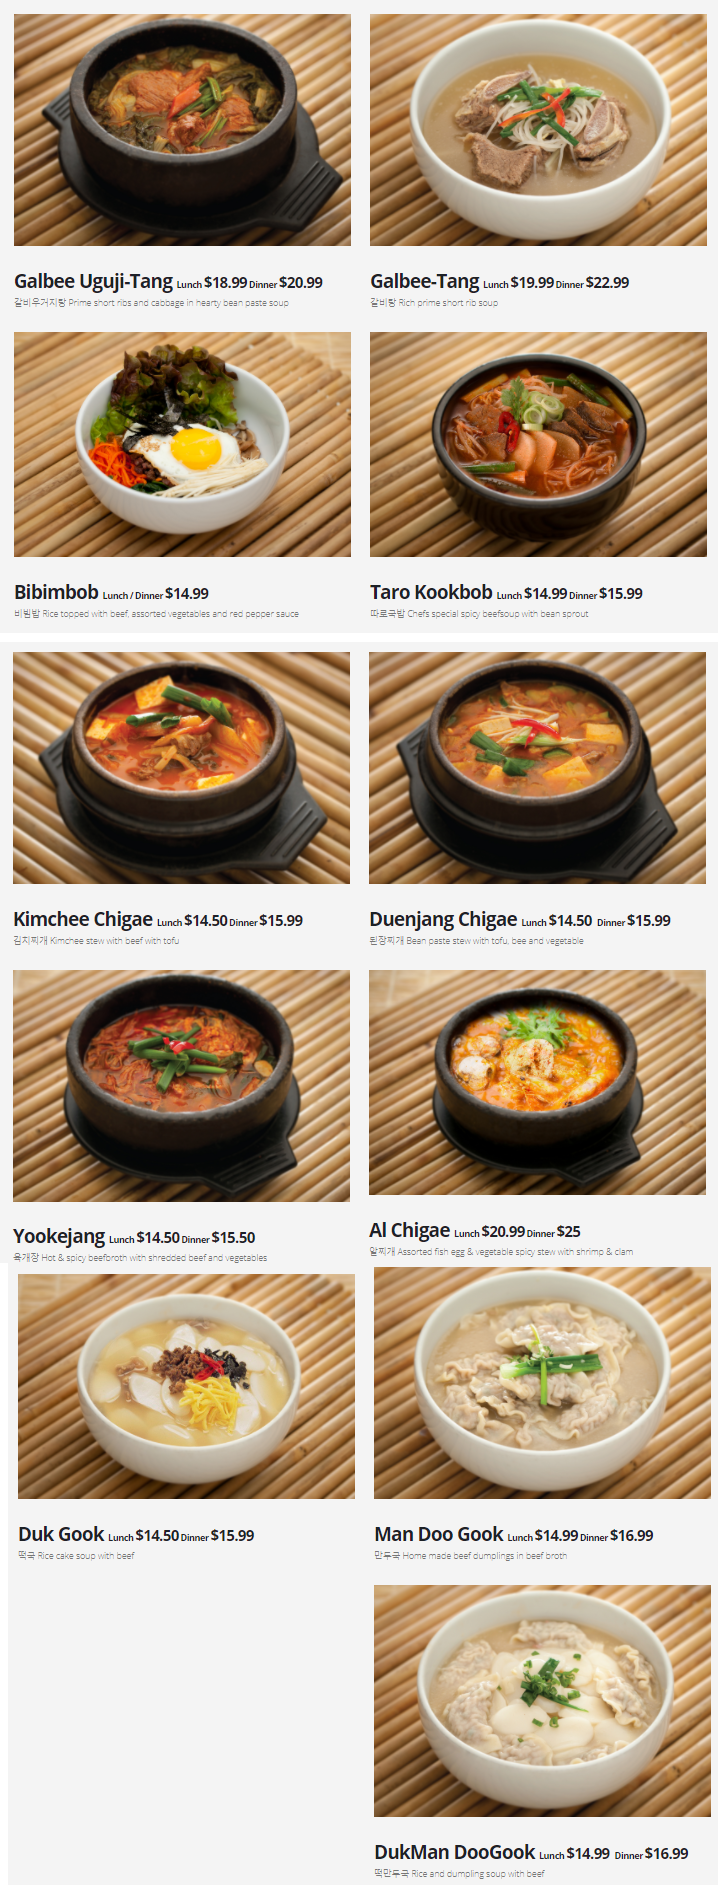 Galbee Uguji-Tang Lunch $18.99 Dinner $20.99
갈비우거지탕 Prime short ribs and cabbage in hearty bean paste soup
Galbee-Tang Lunch $19.99 Dinner $22.99
갈비탕 Rich prime short rib soup
Bibimbob Lunch / Dinner $14.99
비빔밥 Rice topped with beef, assorted vegetables and red pepper sauce
Taro Kookbob Lunch $14.99 Dinner $15.99
따로국밥 Chefs special spicy beefsoup with bean sprout
Kimchee Chigae Lunch $14.50 Dinner $15.99
김치찌개 Kimchee stew with beef with tofu
Duenjang Chigae Lunch $14.50 Dinner $15.99
된장찌개 Bean paste stew with tofu, bee and vegetable
Yookejang Lunch $14.50 Dinner $15.50
육개장 Hot & spicy beefbroth with shredded beef and vegetables
Al Chigae Lunch $20.99 Dinner $25
알찌개 Assorted fish egg & vegetable spicy stew with shrimp & clam
Duk Gook Lunch $14.50 Dinner $15.99
떡국 Rice cake soup with beef
Man Doo Gook Lunch $14.99 Dinner $16.99
만두국 Home made beef dumplings in beef broth
DukMan DooGook Lunch $14.99 Dinner $16.99
떡만두국 Rice and dumpling soup with beef